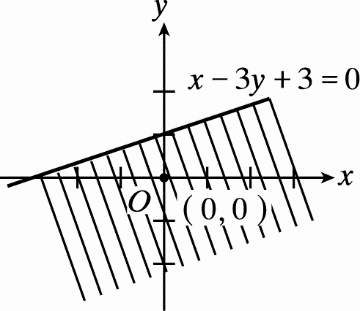 y
x − 3y + 3 = 0
x
O
(0,0)